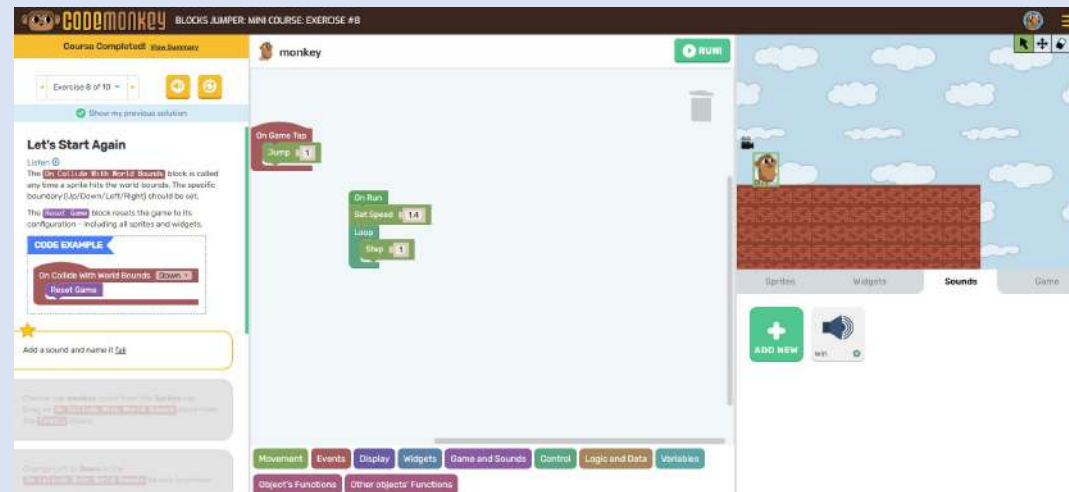 CODEMONKEY BLOCKS JUMPER: MINI COURSE: EXERCISE #8
Course Completed! View Summary
Exercise 8 of 10
Show my previous solution
Let's Start Again
Listen
The On Collide With World Bounds block is called
any time a sprite hits the world bounds. The specific
boundary (Up/Down/Left/Right) should be set.
The Reset Game block resets the game to its
configuration - including all sprites and widgets.
CODE EXAMPLE
On Collide With World Bounds Down
Reset Game
Add a sound and name it fail
monkey
RUN!
On Game Tap
Jump 1
On Run
Set Speed 1.4
Loop
Step 1
Movement Events Display Widgets Game and Sounds Control Logic and Data Variables
Object's Functions Other objects' Functions
Sprites Widgets Sounds Game
ADD NEW
win